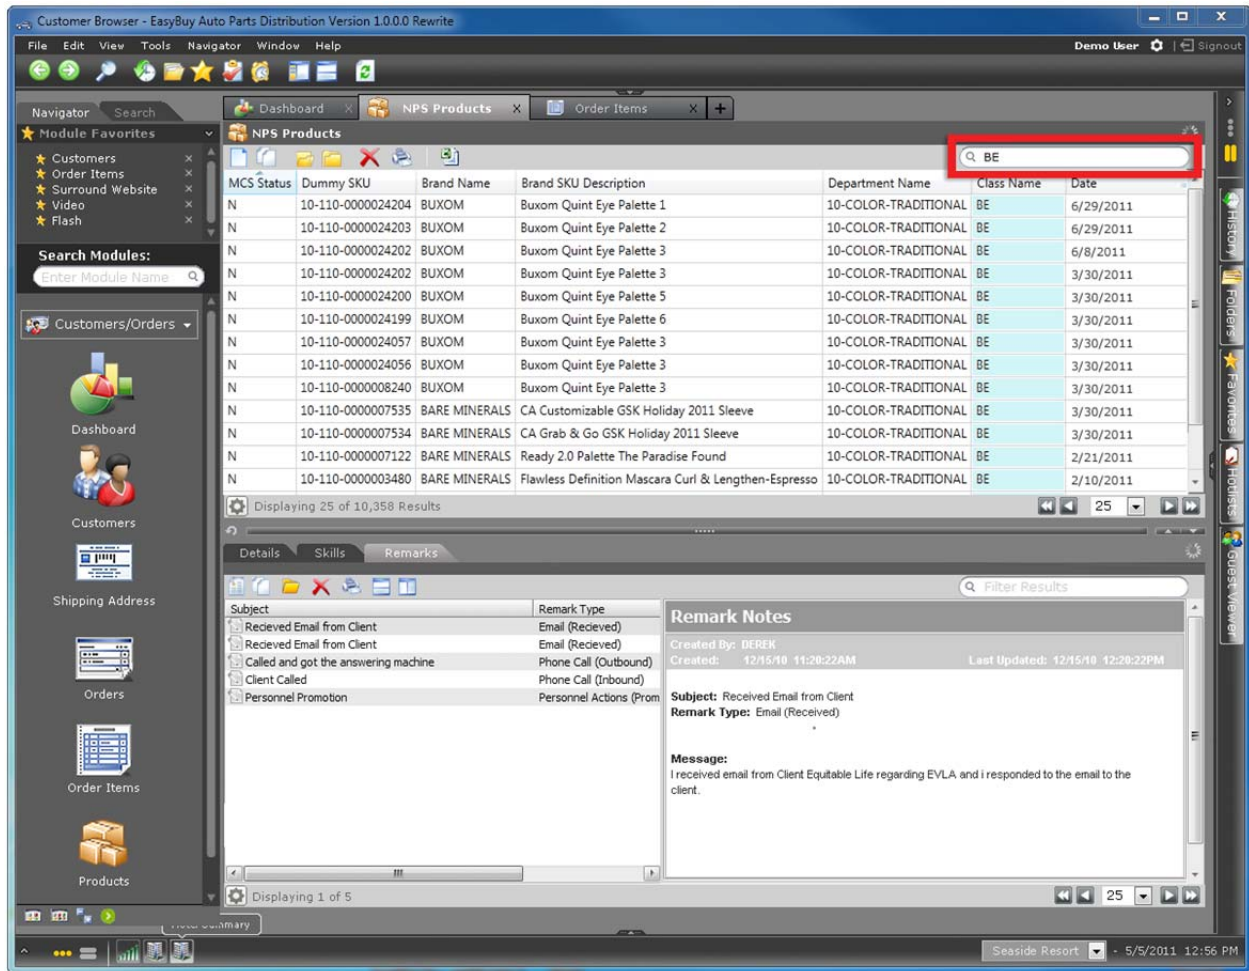 Customer Browser - EasyBuy Auto Parts Distribution Version 1.0.0.0 Rewrite
File Edit View Tools Navigator Window Help
Demo User Signout
Navigator Search
Dashboard X NPS Products X Order Items X +
Module Favorites
NPS Products
Customers
Order Items
Surround Website
Video
Flash
BE
Search Modules:
Enter Module Name
Customers/Orders
Dashboard
Customers
Shipping Address
Orders
Order Items
Products
MCS Status Dummy SKU Brand Name Brand SKU Description Department Name Class Name Date
N 10-110-0000024204 BUXOM Buxom Quint Eye Palette 1 10-COLOR-TRADITIONAL BE 6/29/2011
N 10-110-0000024203 BUXOM Buxom Quint Eye Palette 2 10-COLOR-TRADITIONAL BE 6/29/2011
N 10-110-0000024202 BUXOM Buxom Quint Eye Palette 3 10-COLOR-TRADITIONAL BE 6/8/2011
N 10-110-0000024202 BUXOM Buxom Quint Eye Palette 3 10-COLOR-TRADITIONAL BE 3/30/2011
N 10-110-0000024200 BUXOM Buxom Quint Eye Palette 5 10-COLOR-TRADITIONAL BE 3/30/2011
N 10-110-0000024199 BUXOM Buxom Quint Eye Palette 6 10-COLOR-TRADITIONAL BE 3/30/2011
N 10-110-0000024057 BUXOM Buxom Quint Eye Palette 3 10-COLOR-TRADITIONAL BE 3/30/2011
N 10-110-0000024056 BUXOM Buxom Quint Eye Palette 3 10-COLOR-TRADITIONAL BE 3/30/2011
N 10-110-0000008240 BUXOM Buxom Quint Eye Palette 3 10-COLOR-TRADITIONAL BE 3/30/2011
N 10-110-0000007535 BARE MINERALS CA Customizable GSK Holiday 2011 Sleeve 10-COLOR-TRADITIONAL BE 3/30/2011
N 10-110-0000007534 BARE MINERALS CA Grab & Go GSK Holiday 2011 Sleeve 10-COLOR-TRADITIONAL BE 3/30/2011
N 10-110-0000007122 BARE MINERALS Ready 2.0 Palette The Paradise Found 10-COLOR-TRADITIONAL BE 2/21/2011
N 10-110-0000003480 BARE MINERALS Flawless Definition Mascara Curl & Lengthen-Espresso 10-COLOR-TRADITIONAL BE 2/10/2011
Displaying 25 of 10,358 Results
25
Details Skills Remarks
Filter Results
Subject Remark Type
Recieved Email from Client Email (Recieved)
Recieved Email from Client Email (Recieved)
Called and got the answering machine Phone Call (Outbound)
Client Called Phone Call (Inbound)
Personnel Promotion Personnel Actions (Prom
Remark Notes
Created By: DEREK
Created: 12/15/10 11:20:22AM Last Updated: 12/15/10 12:20:22PM
Subject: Received Email from Client
Remark Type: Email (Received)
Message:
I received email from Client Equitable Life regarding EVLA and i responded to the email to the
client.
Displaying 1 of 5
25
History
Folders
Favorites
Hotlists
Guest Viewer
Seaside Resort - 5/5/2011 12:56 PM